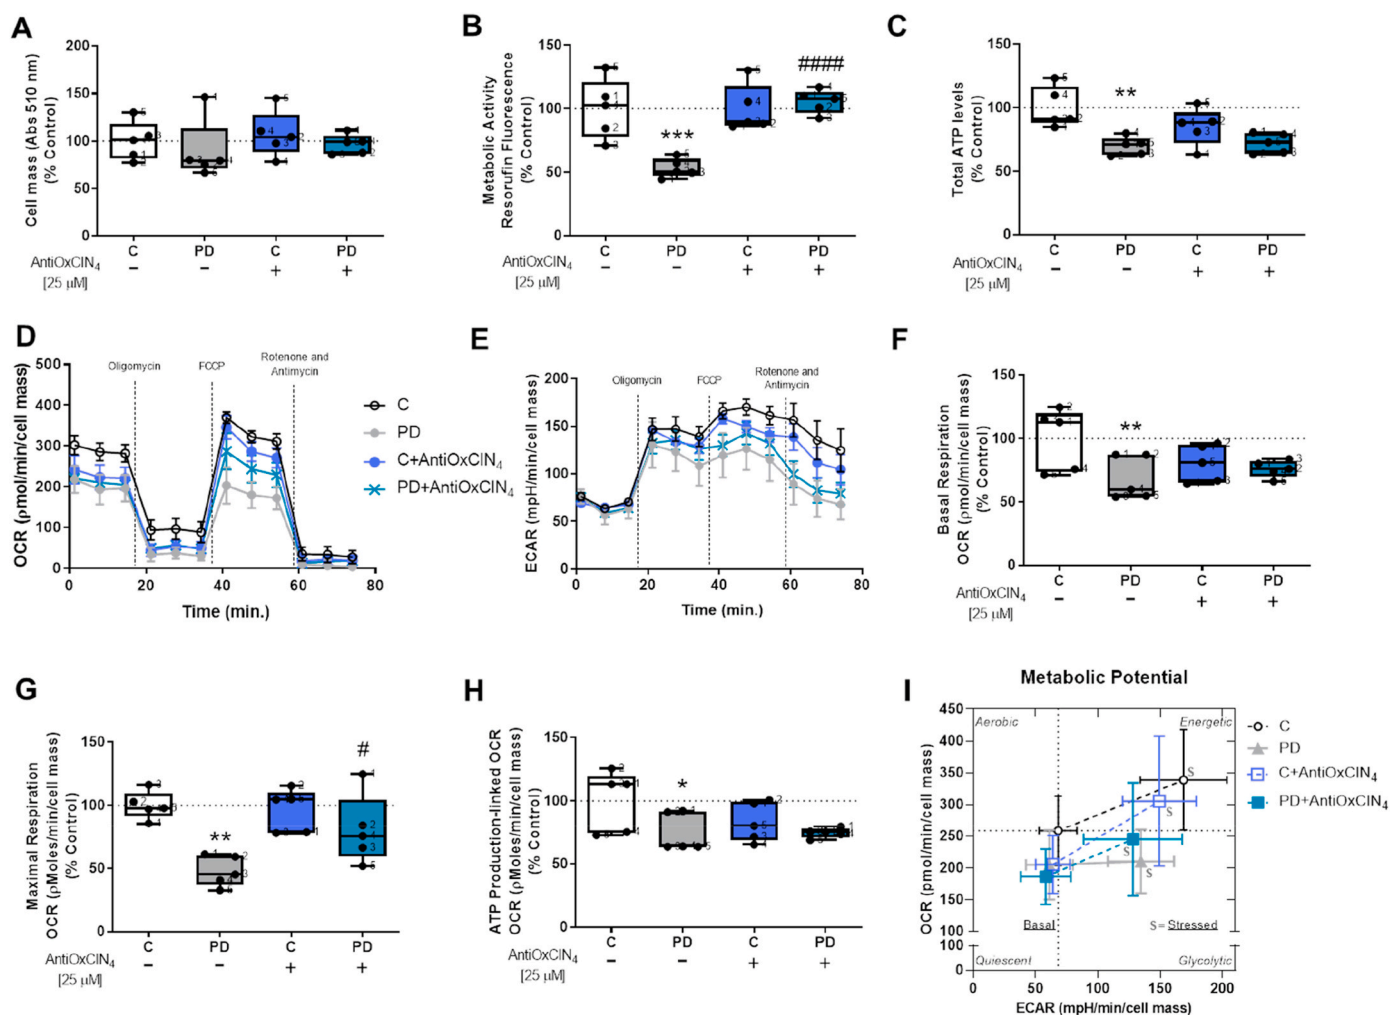 A
Cell mass (Abs 510 nm)
(% Control)
200
150
100
50
0
C PD C PD
AntiOxCIN4
[25 µM]
− − + +
B
Metabolic Activity
Resorufin Fluorescence
(% Control)
150
100
50
0
***
####
C PD C PD
AntiOxCIN4
[25 µM]
− − + +
C
Total ATP levels
(% Control)
150
100
50
0
**
C PD C PD
AntiOxCIN4
[25 µM]
− − + +
D
OCR (pmol/min/cell mass)
500
400
300
200
100
0
Oligomycin
FCCP
Rotenone and
Antimycin
0 20 40 60 80
Time (min.)
C
PD
C+AntiOxCIN4
PD+AntiOxCIN4
E
ECAR (mpH/min/cell mass)
200
150
100
50
0
Oligomycin
FCCP
Rotenone and
Antimycin
0 20 40 60 80
Time (min.)
F
Basal Respiration
OCR (pmol/min/cell mass)
(% Control)
150
100
50
0
**
C PD C PD
AntiOxCIN4
[25 µM]
− − + +
G
Maximal Respiration
OCR (ρMoles/min/cell mass)
(% Control)
150
100
50
0
**
#
C PD C PD
AntiOxCIN4
[25 µM]
− − + +
H
ATP Production-linked OCR
OCR (ρMoles/min/cell mass)
(% Control)
150
100
50
0
*
C PD C PD
AntiOxCIN4
[25 µM]
− − + +
I
Metabolic Potential
OCR (pmol/min/cell mass)
450
400
350
300
250
200
150
100
100
0
Aerobic
Energetic
S
S
S
S
Basal
S= Stressed
Quiescent
Glycolytic
0 50 100 150 200
ECAR (mpH/min/cell mass)
C
PD
C+AntiOxCIN4
PD+AntiOxCIN4